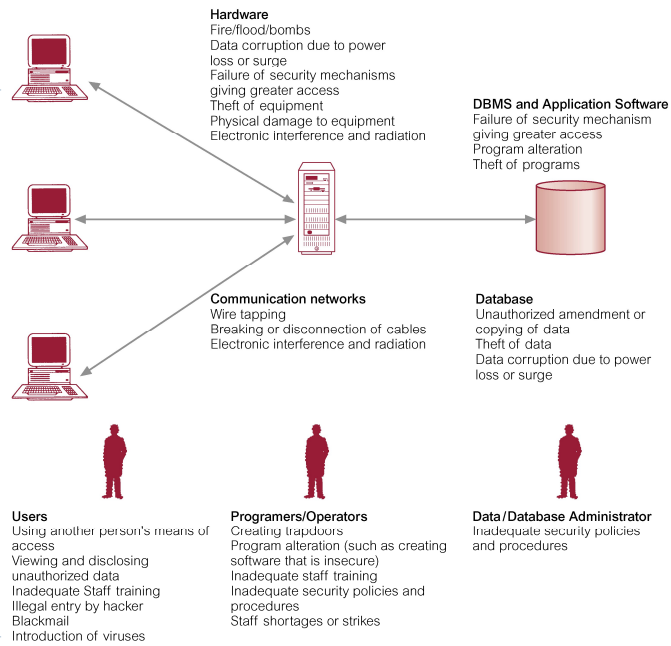 Hardware
Fire/flood/bombs
Data corruption due to power
loss or surge
Failure of security mechanisms
giving greater access
Theft of equipment
Physical damage to equipment
Electronic interference and radiation
DBMS and Application Software
Failure of security mechanism
giving greater access
Program alteration
Theft of programs
Communication networks
Wire tapping
Breaking or disconnection of cables
Electronic interference and radiation
Database
Unauthorized amendment or
copying of data
Theft of data
Data corruption due to power
loss or surge
Users
Using another person's means of
access
Viewing and disclosing
unauthorized data
Inadequate Staff training
Illegal entry by hacker
Blackmail
Introduction of viruses
Programers/Operators
Creating trapdoors
Program alteration (such as creating
software that is insecure)
Inadequate staff training
Inadequate security policies and
procedures
Staff shortages or strikes
Data/Database Administrator
Inadequate security policies
and procedures